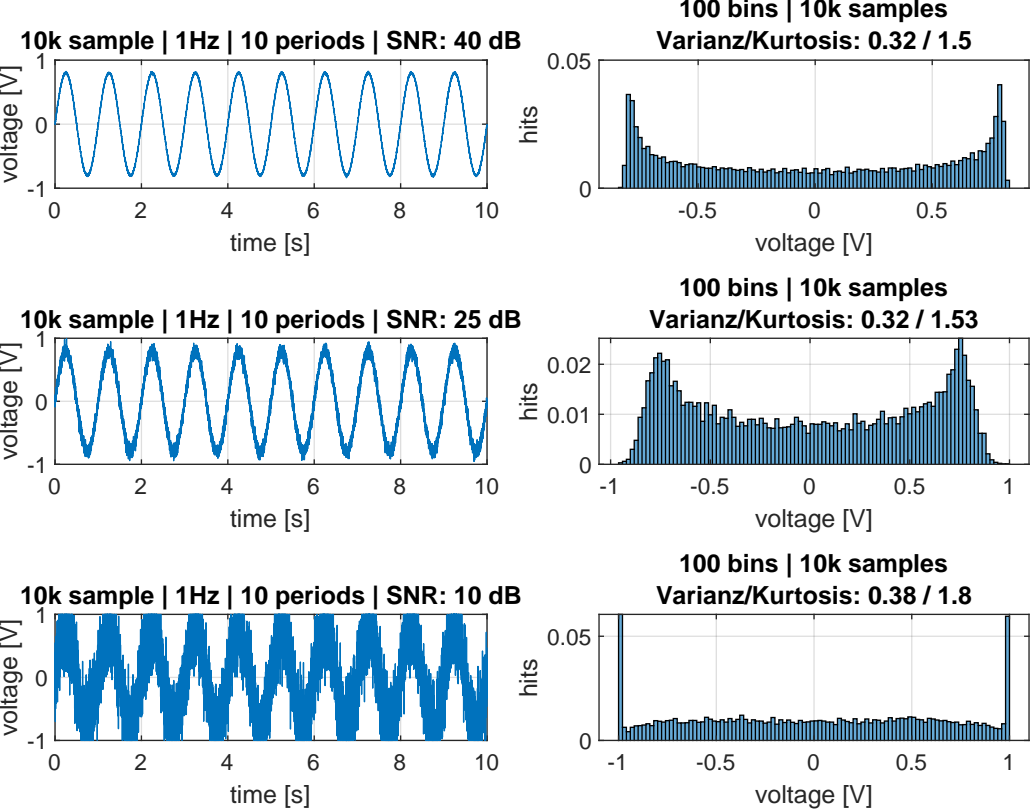 10k sample | 1Hz | 10 periods | SNR: 40 dB
voltage [V]
1
0
-1
0 2 4 6 8 10
time [s]
100 bins | 10k samples
Varianz/Kurtosis: 0.32 / 1.5
hits
0.05
0
-0.5 0 0.5
voltage [V]
10k sample | 1Hz | 10 periods | SNR: 25 dB
voltage [V]
1
0
-1
0 2 4 6 8 10
time [s]
100 bins | 10k samples
Varianz/Kurtosis: 0.32 / 1.53
hits
0.02
0.01
0
-1 -0.5 0 0.5 1
voltage [V]
10k sample | 1Hz | 10 periods | SNR: 10 dB
voltage [V]
1
0
-1
0 2 4 6 8 10
time [s]
100 bins | 10k samples
Varianz/Kurtosis: 0.38 / 1.8
hits
0.05
0
-1 -0.5 0 0.5 1
voltage [V]